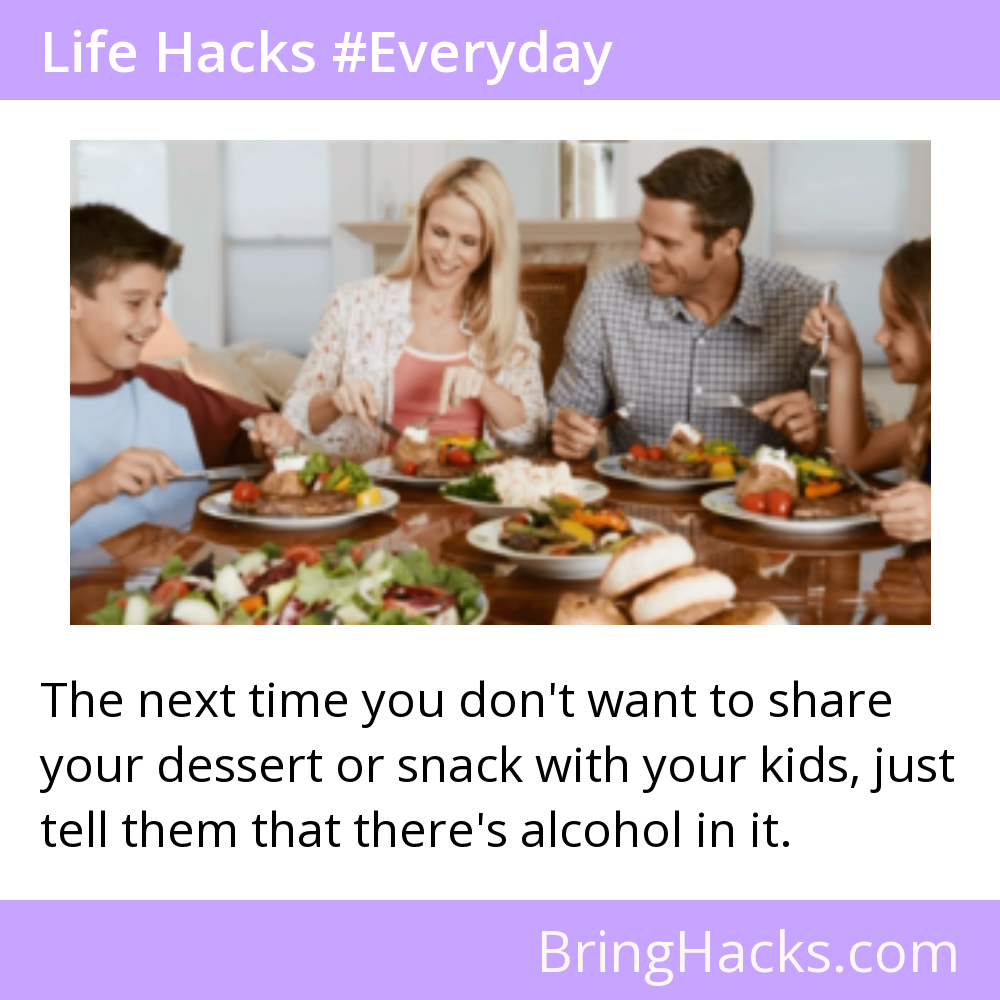 Life Hacks #Everyday
The next time you don't want to share
your dessert or snack with your kids, just
tell them that there's alcohol in it.
BringHacks.com